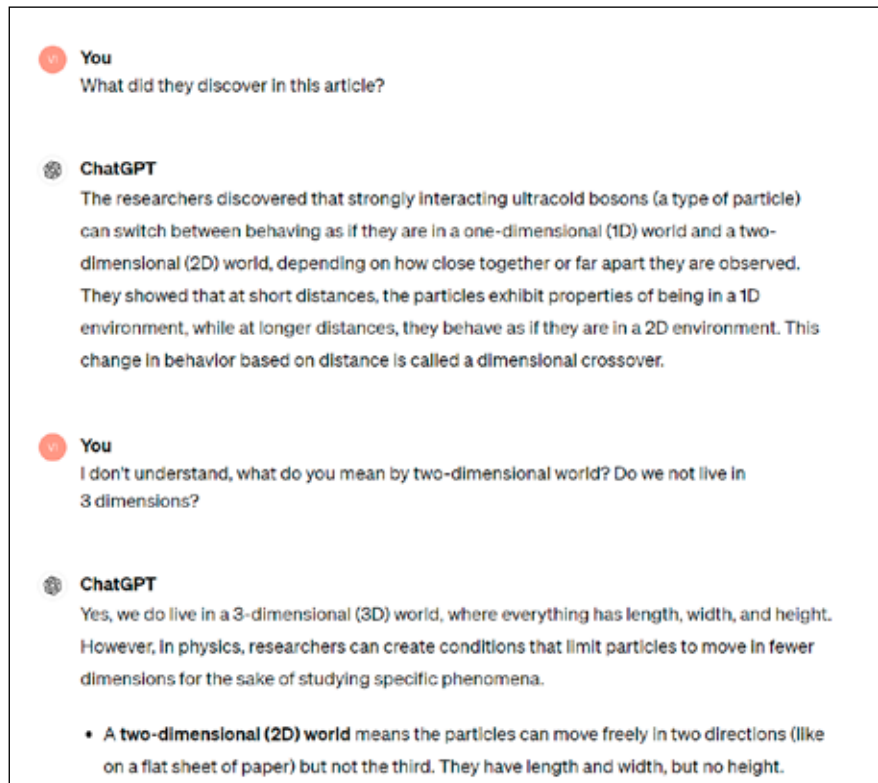 You
What did they discover in this article?
ChatGPT
The researchers discovered that strongly interacting ultracold bosons (a type of particle)
can switch between behaving as if they are in a one-dimensional (1D) world and a two-
dimensional (2D) world, depending on how close together or far apart they are observed.
They showed that at short distances, the particles exhibit properties of being in a 1D
environment, while at longer distances, they behave as if they are in a 2D environment. This
change in behavior based on distance is called a dimensional crossover.
You
I don't understand, what do you mean by two-dimensional world? Do we not live in
3 dimensions?
ChatGPT
Yes, we do live in a 3-dimensional (3D) world, where everything has length, width, and height.
However, in physics, researchers can create conditions that limit particles to move in fewer
dimensions for the sake of studying specific phenomena.
• A two-dimensional (2D) world means the particles can move freely in two directions (like
on a flat sheet of paper) but not the third. They have length and width, but no height.